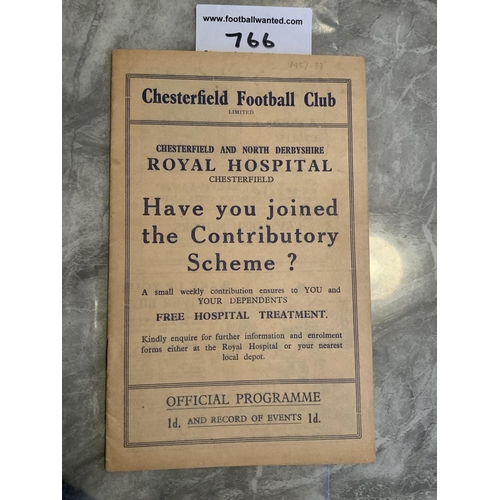 www.footballwanted.com
766
Chesterfield Football Club
LIMITED
CHESTERFIELD AND NORTH DERBYSHIRE
ROYAL HOSPITAL
CHESTERFIELD
Have you joined
the Contributory
Scheme ?
A small weekly contribution ensures to YOU and
YOUR DEPENDENTS
FREE HOSPITAL TREATMENT.
Kindly enquire for further information and enrolment
forms either at the Royal Hospital or your nearest
local depot.
OFFICIAL PROGRAMME
1d. AND RECORD OF EVENTS 1d.